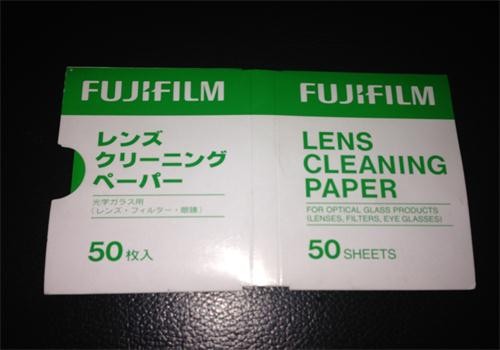 FUJIFILM
レンズ
クリーニング
ペーパー
光学ガラス用
(レンズ・フィルター・眼鏡)
50枚入
FUJIFILM
LENS
CLEANING
PAPER
FOR OPTICAL GLASS PRODUCTS
(LENSES, FILTERS, EYE GLASSES)
50 SHEETS